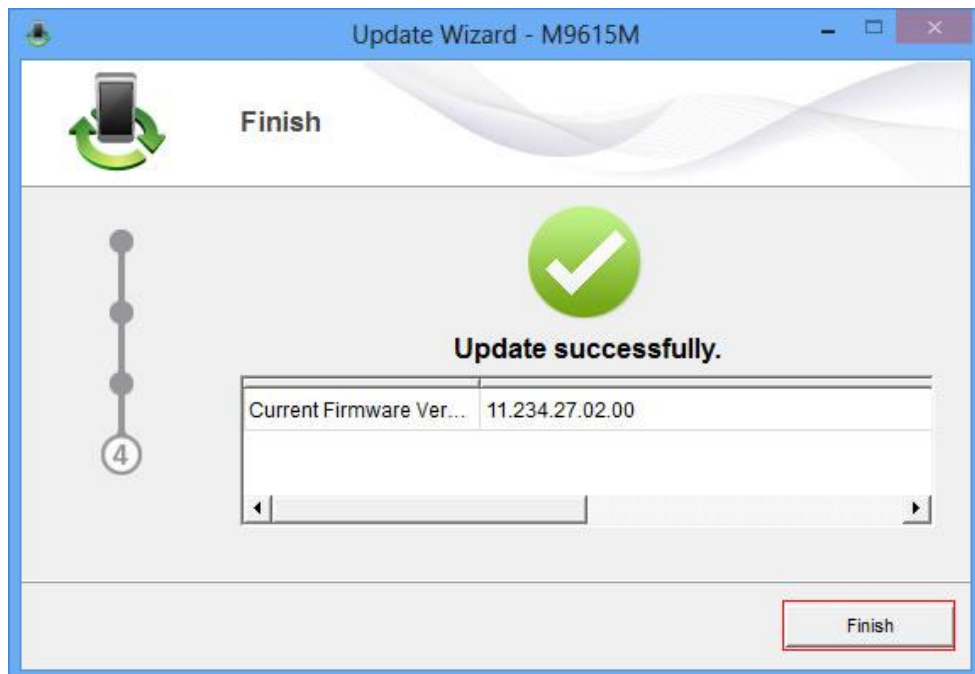 Update Wizard - M9615M
Finish
Update successfully.
Current Firmware Ver... 11.234.27.02.00
4
Finish